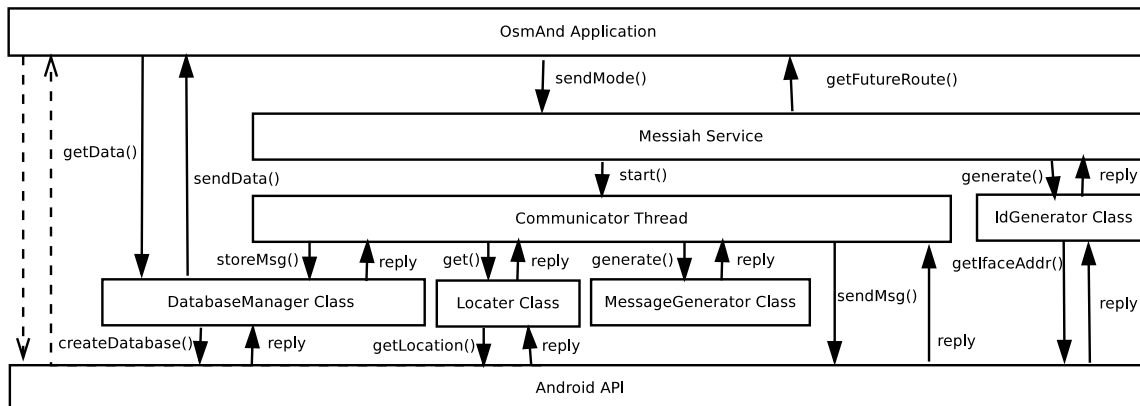 OsmAnd Application
sendMode()
getFutureRoute()
Messiah Service
getData()
sendData()
start()
generate()
reply
Communicator Thread
IdGenerator Class
storeMsg()
reply
get()
reply
generate()
reply
getIfaceAddr()
DatabaseManager Class
Locater Class
MessageGenerator Class
sendMsg()
reply
createDatabase()
reply
getLocation()
reply
reply
Android API